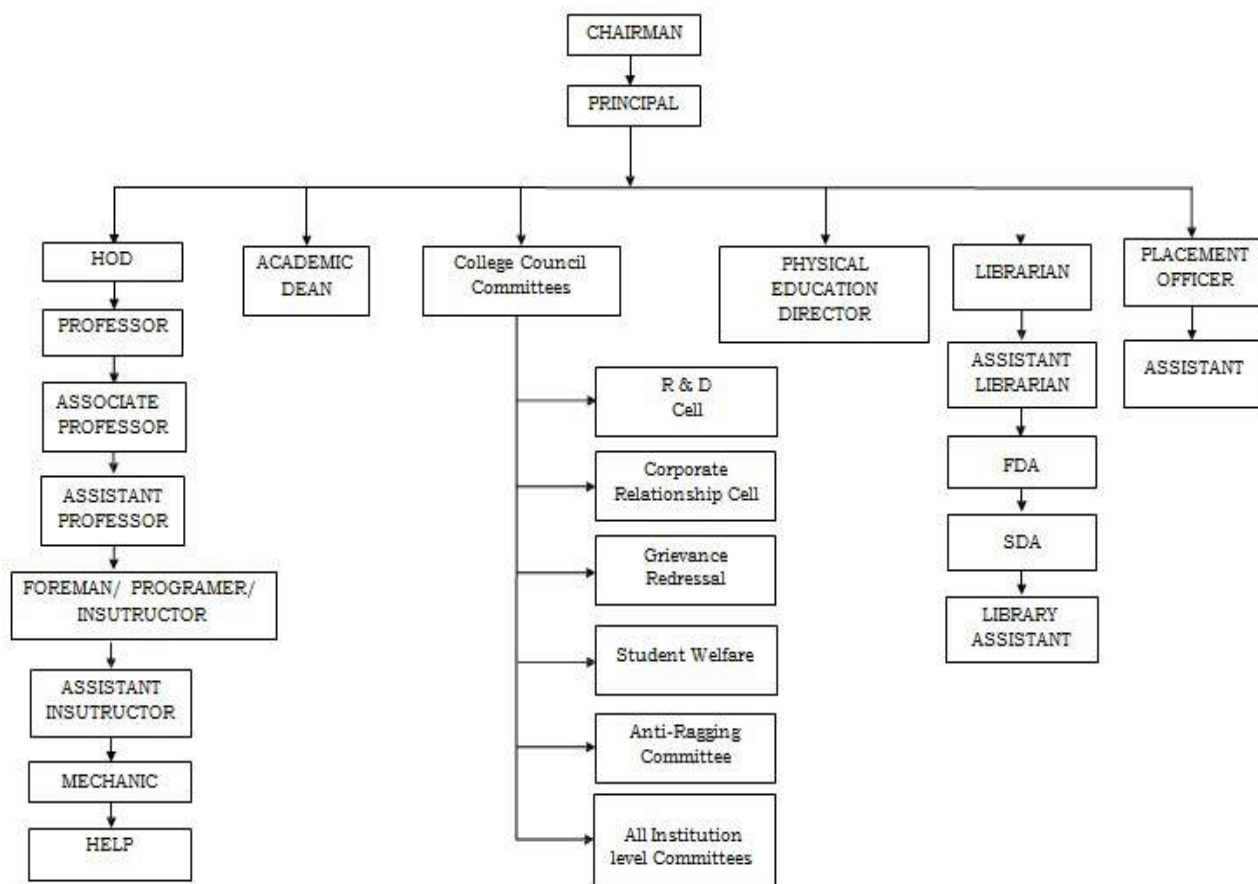 CHAIRMAN
PRINCIPAL
HOD
ACADEMIC
DEAN
College Council
Committees
PHYSICAL
EDUCATION
DIRECTOR
LIBRARIAN
PLACEMENT
OFFICER
PROFESSOR
ASSOCIATE
PROFESSOR
ASSISTANT
PROFESSOR
FOREMAN/ PROGRAMER/
INSUTRUCTOR
ASSISTANT
INSUTRUCTOR
MECHANIC
HELP
R & D
Cell
Corporate
Relationship Cell
Grievance
Redressal
Student Welfare
Anti-Ragging
Committee
All Institution
level Committees
ASSISTANT
LIBRARIAN
FDA
SDA
LIBRARY
ASSISTANT
ASSISTANT